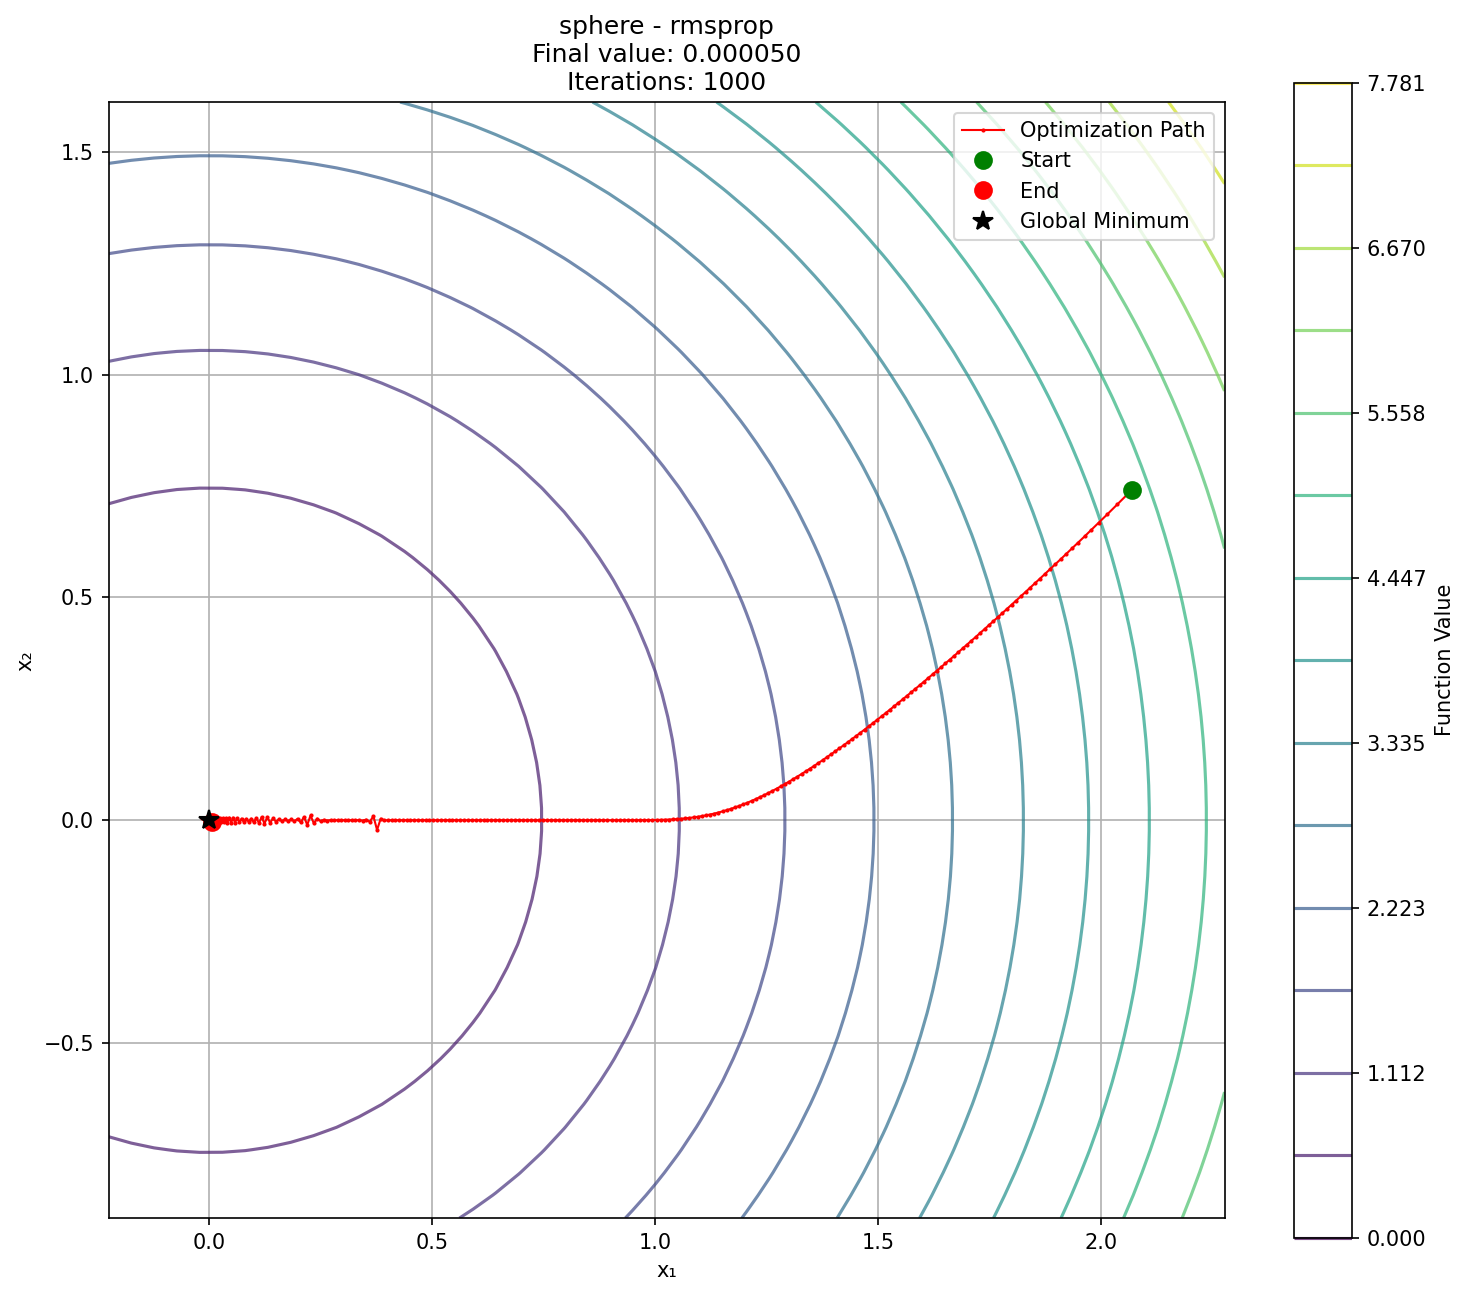 sphere - rmsprop
Final value: 0.000050
Iterations: 1000
Optimization Path
Start
End
Global Minimum
1.5
1.0
0.5
0.0
−0.5
x₂
0.0
0.5
1.0
1.5
2.0
x₁
7.781
6.670
5.558
4.447
3.335
2.223
1.112
0.000
Function Value